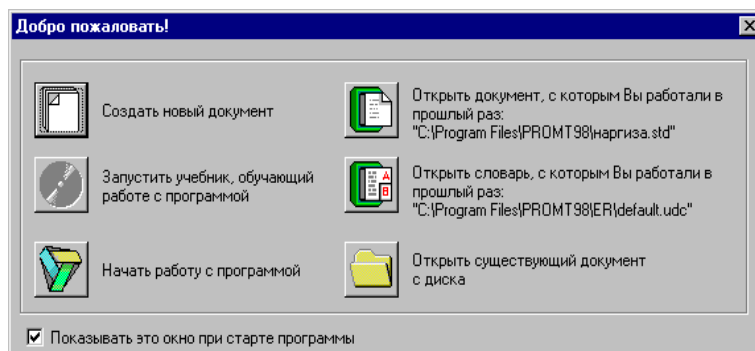 Добро пожаловать!
Создать новый документ
Запустить учебник, обучающий
работе с программой
Начать работу с программой
Открыть документ, с которым Вы работали в
прошлый раз:
"C:\Program Files\PROMT98\наргиза.std"
Открыть словарь, с которым Вы работали в
прошлый раз:
"C:\Program Files\PROMT98\ER\default.udc"
Открыть существующий документ
с диска
Показывать это окно при старте программы